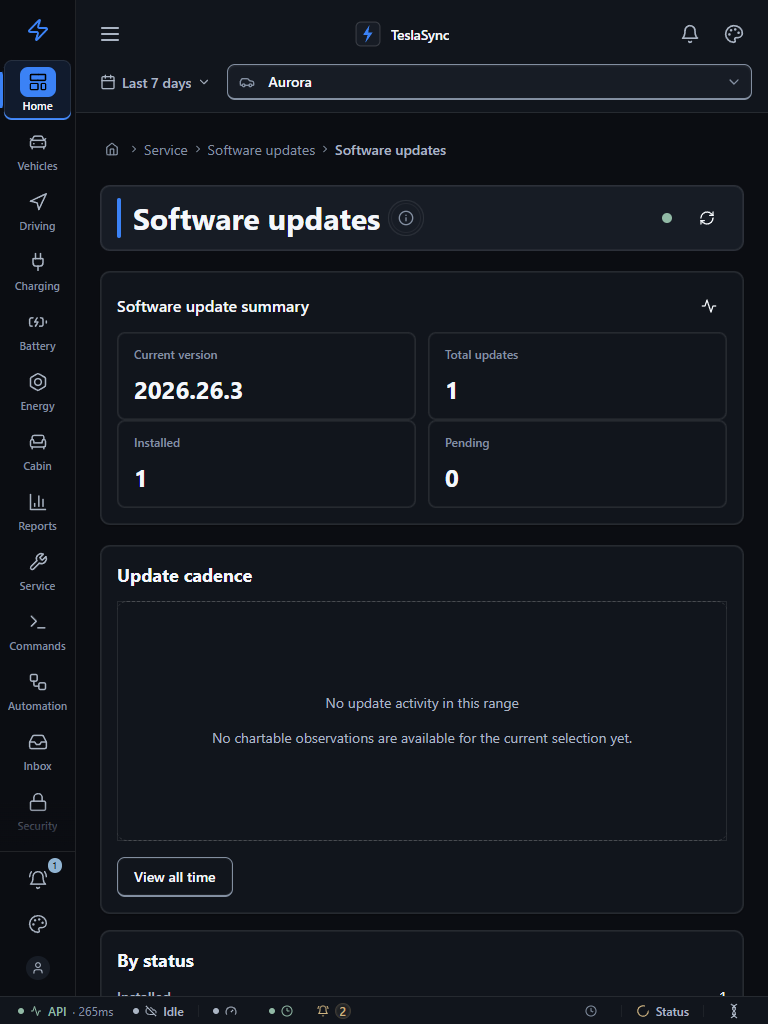 TeslaSync
Last 7 days
Aurora
Home
Vehicles
Driving
Charging
Battery
Energy
Cabin
Reports
Service
Commands
Automation
Inbox
Security
1
Service > Software updates > Software updates
Software updates
Software update summary
Current version
2026.26.3
Total updates
1
Installed
1
Pending
0
Update cadence
No update activity in this range
No chartable observations are available for the current selection yet.
View all time
By status
Installed 1
API · 265ms
Idle
2
Status